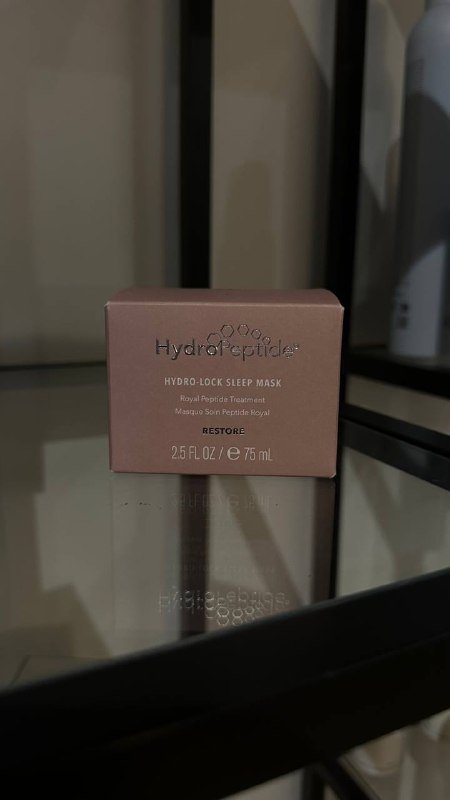 HydroPeptide®
HYDRO-LOCK SLEEP MASK
Royal Peptide Treatment
Masque Soin Peptide Royal
RESTORE
2.5 FL OZ / ℮ 75 mL